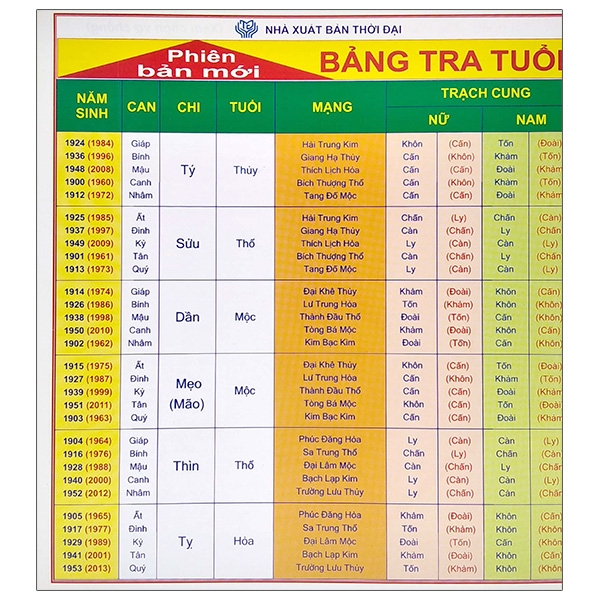 NHÀ XUẤT BẢN THỜI ĐẠI
Phiên bản mới
BẢNG TRA TUỔI
NĂM SINH CAN CHI TUỔI MẠNG TRẠCH CUNG
NỮ NAM
1924 (1984) Giáp Hải Trung Kim Khôn (Cấn) Tốn (Đoài)
1936 (1996) Bính Giang Hạ Thủy Cấn (Khôn) Khảm (Tốn)
1948 (2008) Mậu Tý Thủy Thích Lịch Hỏa Cấn (Cấn) Đoài (Khảm
1900 (1960) Canh Bích Thượng Thổ Cấn (Cấn) Khảm (Tốn)
1912 (1972) Nhâm Tang Đố Mộc Cấn (Cấn) Đoài (Khảm
1925 (1985) Ất Hải Trung Kim Chấn (Ly) Chấn (Càn)
1937 (1997) Đinh Giang Hạ Thủy Càn (Chấn) Ly (Chấn)
1949 (2009) Kỷ Sửu Thổ Thích Lịch Hỏa Ly (Càn) Càn (Ly)
1901 (1961) Tân Bích Thượng Thổ Càn (Chấn) Ly (Chấn)
1913 (1973) Quý Tang Đố Mộc Ly (Càn) Càn (Ly)
1914 (1974) Giáp Đại Khê Thủy Khảm (Đoài) Khôn (Cấn)
1926 (1986) Bính Lư Trung Hỏa Tốn (Khảm) Khôn (Khôn)
1938 (1998) Mậu Dần Mộc Thành Đầu Thổ Đoài (Tốn) Cấn (Khôn)
1950 (2010) Canh Tòng Bá Mộc Khảm (Đoài) Khôn (Cấn)
1902 (1962) Nhâm Kim Bạc Kim Đoài (Tốn) Cấn (Khôn)
1915 (1975) Ất Đại Khê Thủy Khôn (Cấn) Tốn (Đoài)
1927 (1987) Đinh Lư Trung Hỏa Cấn (Khôn) Khảm (Tốn)
1939 (1999) Kỷ Mẹo (Mão) Mộc Thành Đầu Thổ Cấn (Cấn) Đoài (Khảm
1951 (2011) Tân Tòng Bá Mộc Khôn (Cấn) Tốn (Đoài)
1903 (1963) Quý Kim Bạc Kim Cấn (Cấn) Đoài (Khảm
1904 (1964) Giáp Phúc Đăng Hỏa Ly (Càn) Càn (Ly)
1916 (1976) Bính Sa Trung Thổ Chấn (Ly) Chấn (Càn)
1928 (1988) Mậu Thìn Thổ Đại Lâm Mộc Càn (Chấn) Ly (Chấn)
1940 (2000) Canh Bạch Lạp Kim Ly (Càn) Càn (Ly)
1952 (2012) Nhâm Trường Lưu Thủy Chấn (Ly) Chấn (Càn)
1905 (1965) Ất Phúc Đăng Hỏa Khảm (Đoài) Khôn (Cấn)
1917 (1977) Đinh Sa Trung Thổ Tốn (Khảm) Khôn (Khôn)
1929 (1989) Kỷ Tỵ Hỏa Đại Lâm Mộc Đoài (Tốn) Cấn (Khôn)
1941 (2001) Tân Bạch Lạp Kim Khảm (Đoài) Khôn (Cấn)
1953 (2013) Quý Trường Lưu Thủy Tốn (Khảm) Khôn (Khôn)